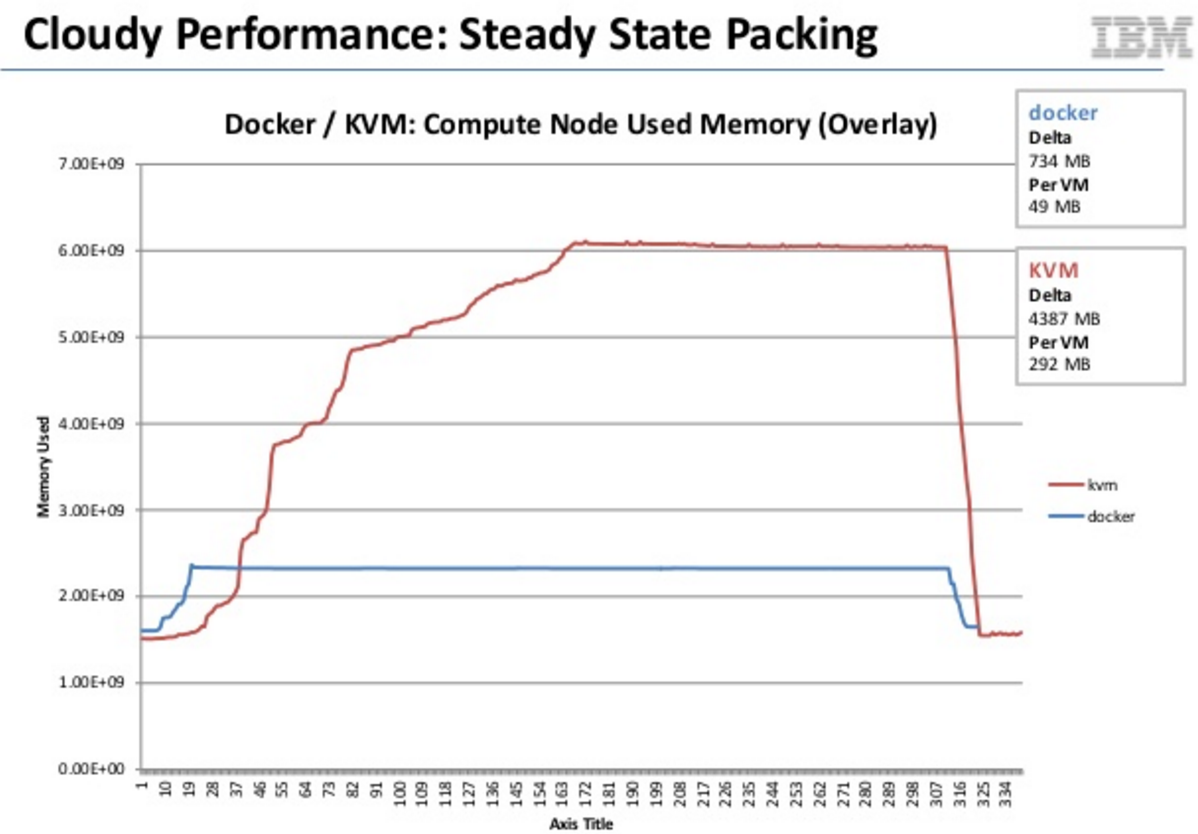 Cloudy Performance: Steady State Packing
IBM
Docker / KVM: Compute Node Used Memory (Overlay)
docker
Delta
734 MB
Per VM
49 MB
KVM
Delta
4387 MB
Per VM
292 MB
7.00E+09
6.00E+09
5.00E+09
4.00E+09
3.00E+09
2.00E+09
1.00E+09
0.00E+00
Memory Used
kvm
docker
1 10 19 28 37 46 55 64 73 82 91 100 109 118 127 136 145 154 163 172 181 190 199 208 217 226 235 244 253 262 271 280 289 298 307 316 325 334
Axis Title